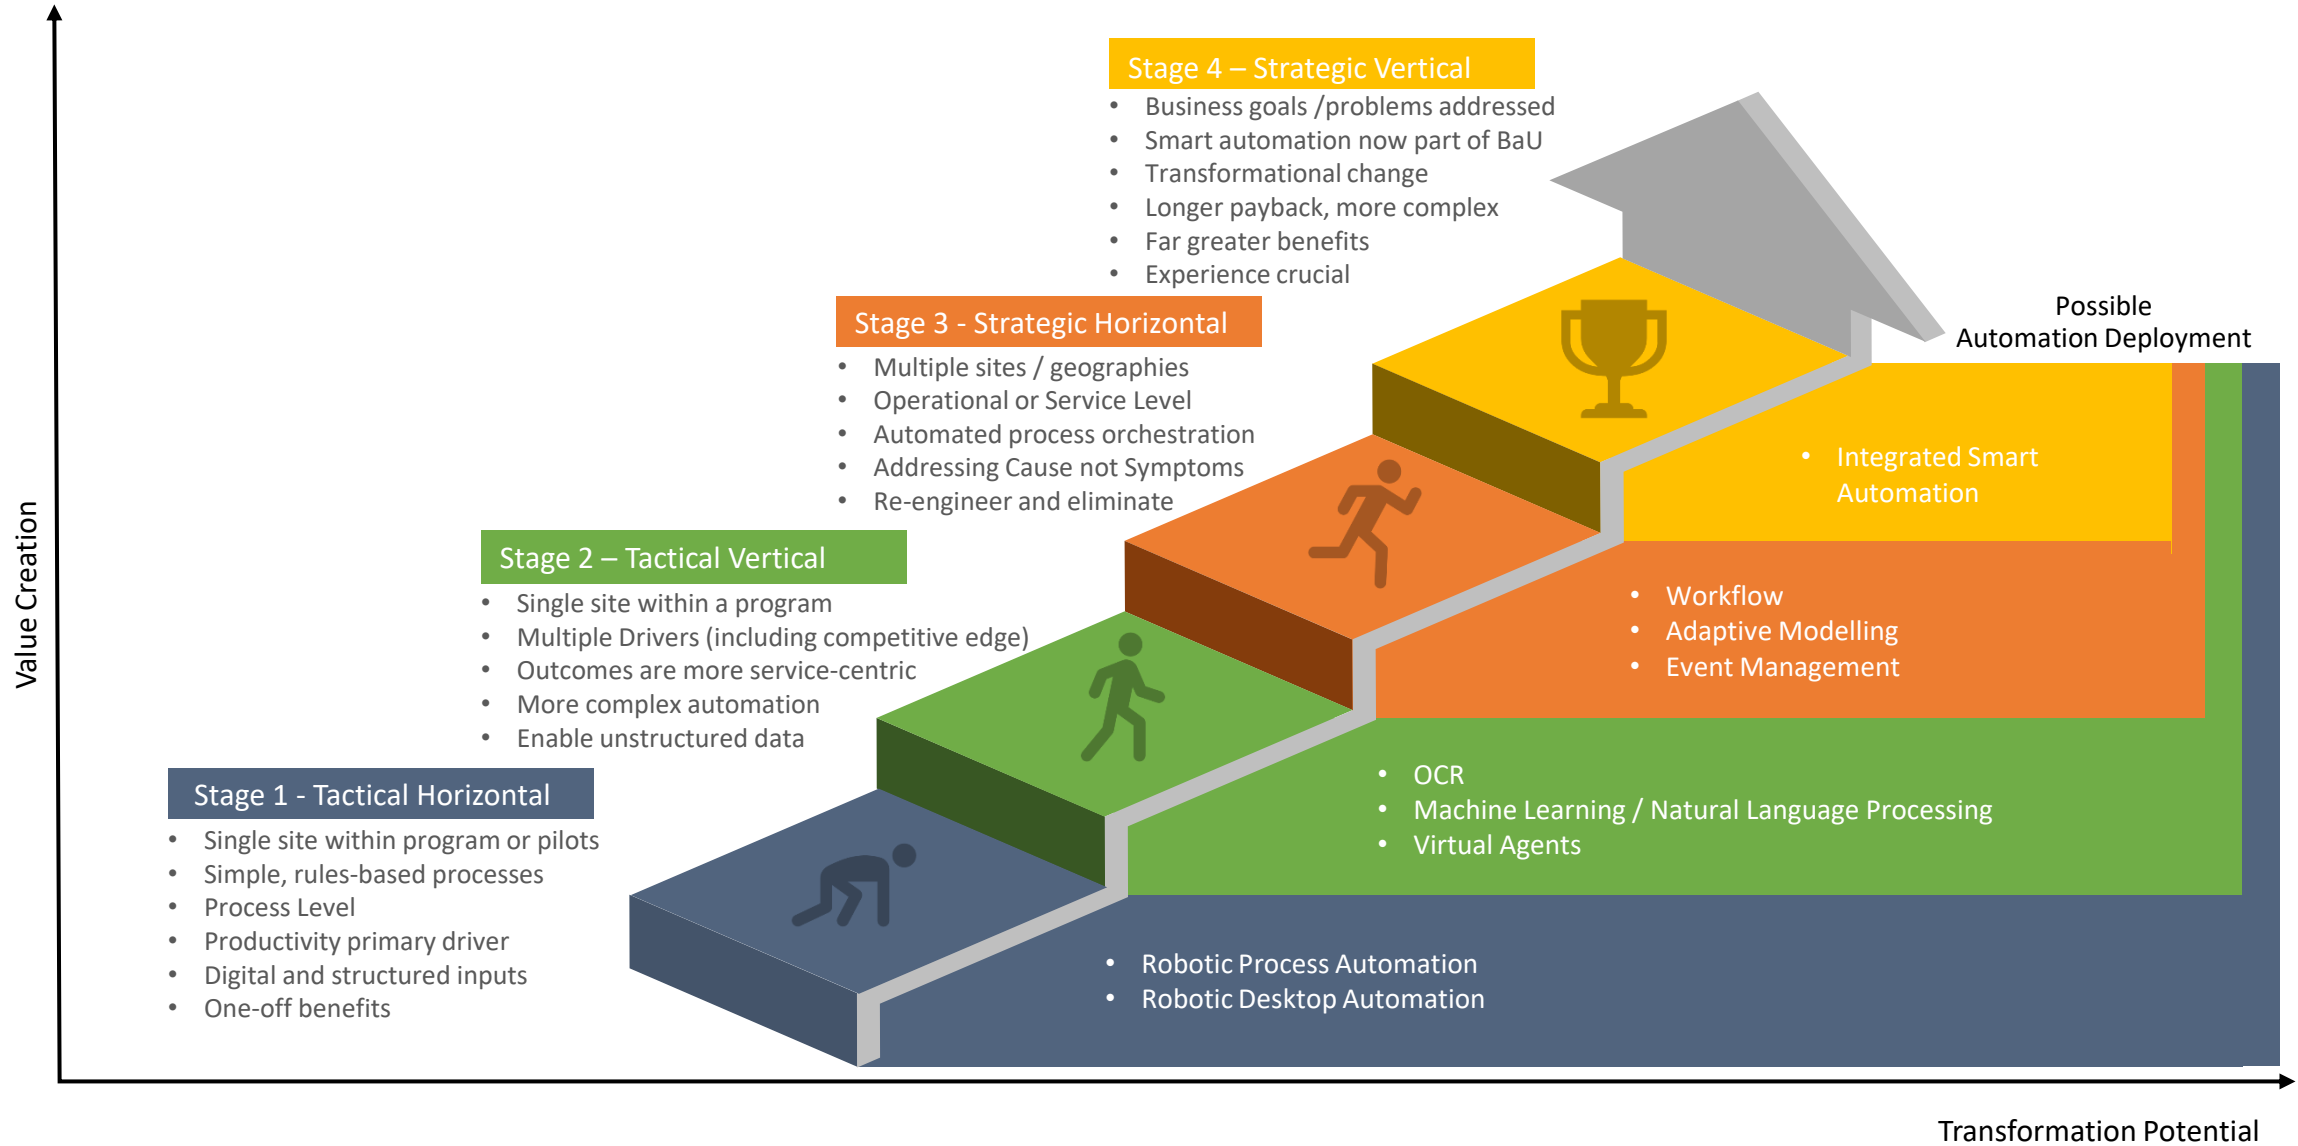 Stage 4 – Strategic Vertical
• Business goals /problems addressed
• Smart automation now part of BaU
• Transformational change
• Longer payback, more complex
• Far greater benefits
• Experience crucial
Stage 3 - Strategic Horizontal
• Multiple sites / geographies
• Operational or Service Level
• Automated process orchestration
• Addressing Cause not Symptoms
• Re-engineer and eliminate
Stage 2 – Tactical Vertical
• Single site within a program
• Multiple Drivers (including competitive edge)
• Outcomes are more service-centric
• More complex automation
• Enable unstructured data
Stage 1 - Tactical Horizontal
• Single site within program or pilots
• Simple, rules-based processes
• Process Level
• Productivity primary driver
• Digital and structured inputs
• One-off benefits
Possible
Automation Deployment
• Integrated Smart
Automation
• Workflow
• Adaptive Modelling
• Event Management
• OCR
• Machine Learning / Natural Language Processing
• Virtual Agents
• Robotic Process Automation
• Robotic Desktop Automation
Value Creation
Transformation Potential